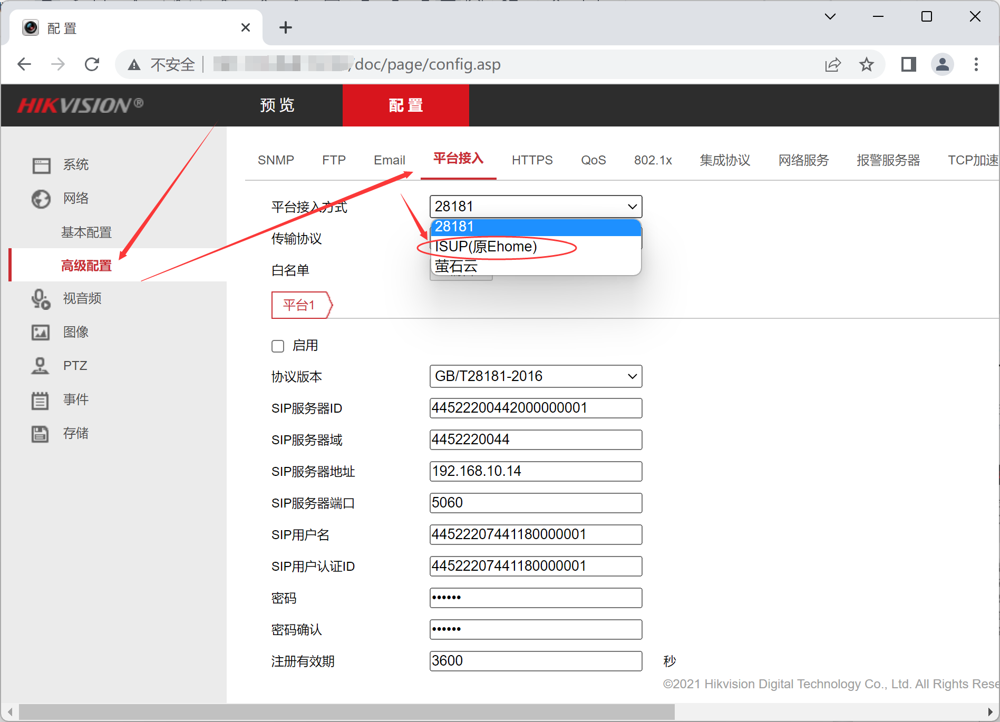 配 置
不安全
/doc/page/config.asp
HIKVISION®
预 览
配 置
系统
网络
基本配置
高级配置
视音频
图像
PTZ
事件
存储
SNMP
FTP
Email
平台接入
HTTPS
QoS
802.1x
集成协议
网络服务
报警服务器
TCP加速
平台接入方式
28181
28181
ISUP(原Ehome)
萤石云
传输协议
白名单
平台1
启用
协议版本
GB/T28181-2016
SIP服务器ID
44522200442000000001
SIP服务器域
4452220044
SIP服务器地址
192.168.10.14
SIP服务器端口
5060
SIP用户名
44522207441180000001
SIP用户认证ID
44522207441180000001
密码
••••••
密码确认
••••••
注册有效期
3600
秒
©2021 Hikvision Digital Technology Co., Ltd. All Rights Rese